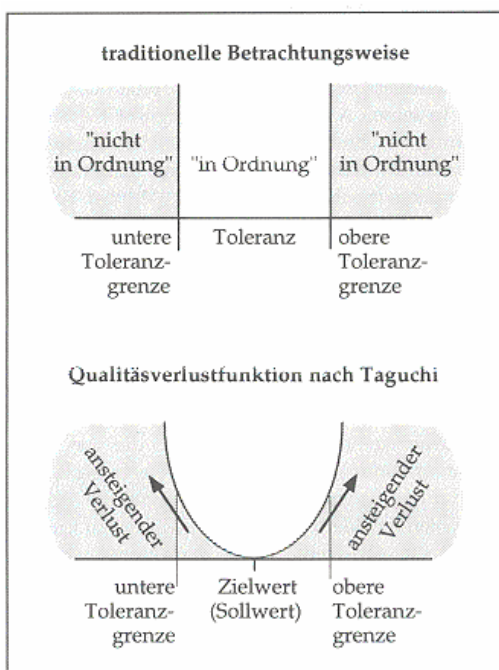 traditionelle Betrachtungsweise
"nicht
in Ordnung"
"in Ordnung"
"nicht
in Ordnung"
untere
Toleranz-
grenze
Toleranz
obere
Toleranz-
grenze
Qualitäsverlustfunktion nach Taguchi
ansteigender
Verlust
ansteigender
Verlust
untere
Toleranz-
grenze
Zielwert
(Sollwert)
obere
Toleranz-
grenze